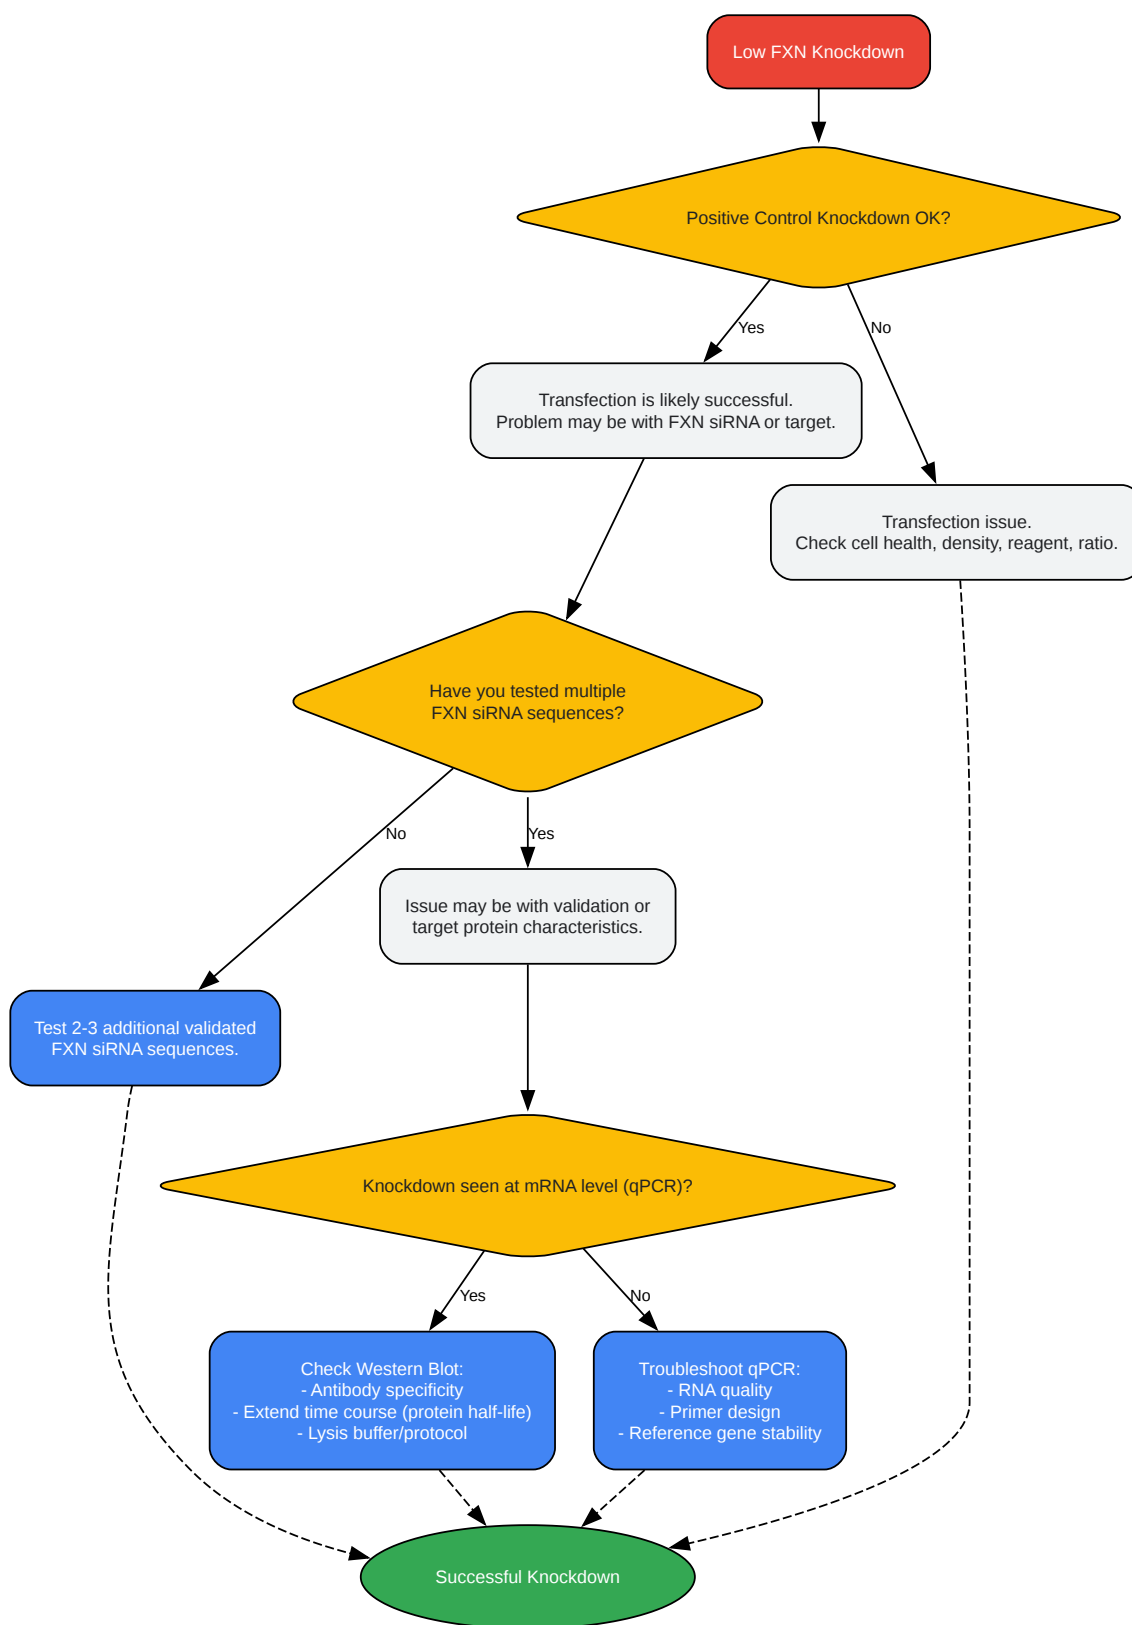 Low FXN Knockdown
Positive Control Knockdown OK?
Yes
No
Transfection is likely successful.
Problem may be with FXN siRNA or target.
Transfection issue.
Check cell health, density, reagent, ratio.
Have you tested multiple
FXN siRNA sequences?
No
Yes
Issue may be with validation or
target protein characteristics.
Test 2-3 additional validated
FXN siRNA sequences.
Knockdown seen at mRNA level (qPCR)?
Yes
No
Check Western Blot:
- Antibody specificity
- Extend time course (protein half-life)
- Lysis buffer/protocol
Troubleshoot qPCR:
- RNA quality
- Primer design
- Reference gene stability
Successful Knockdown